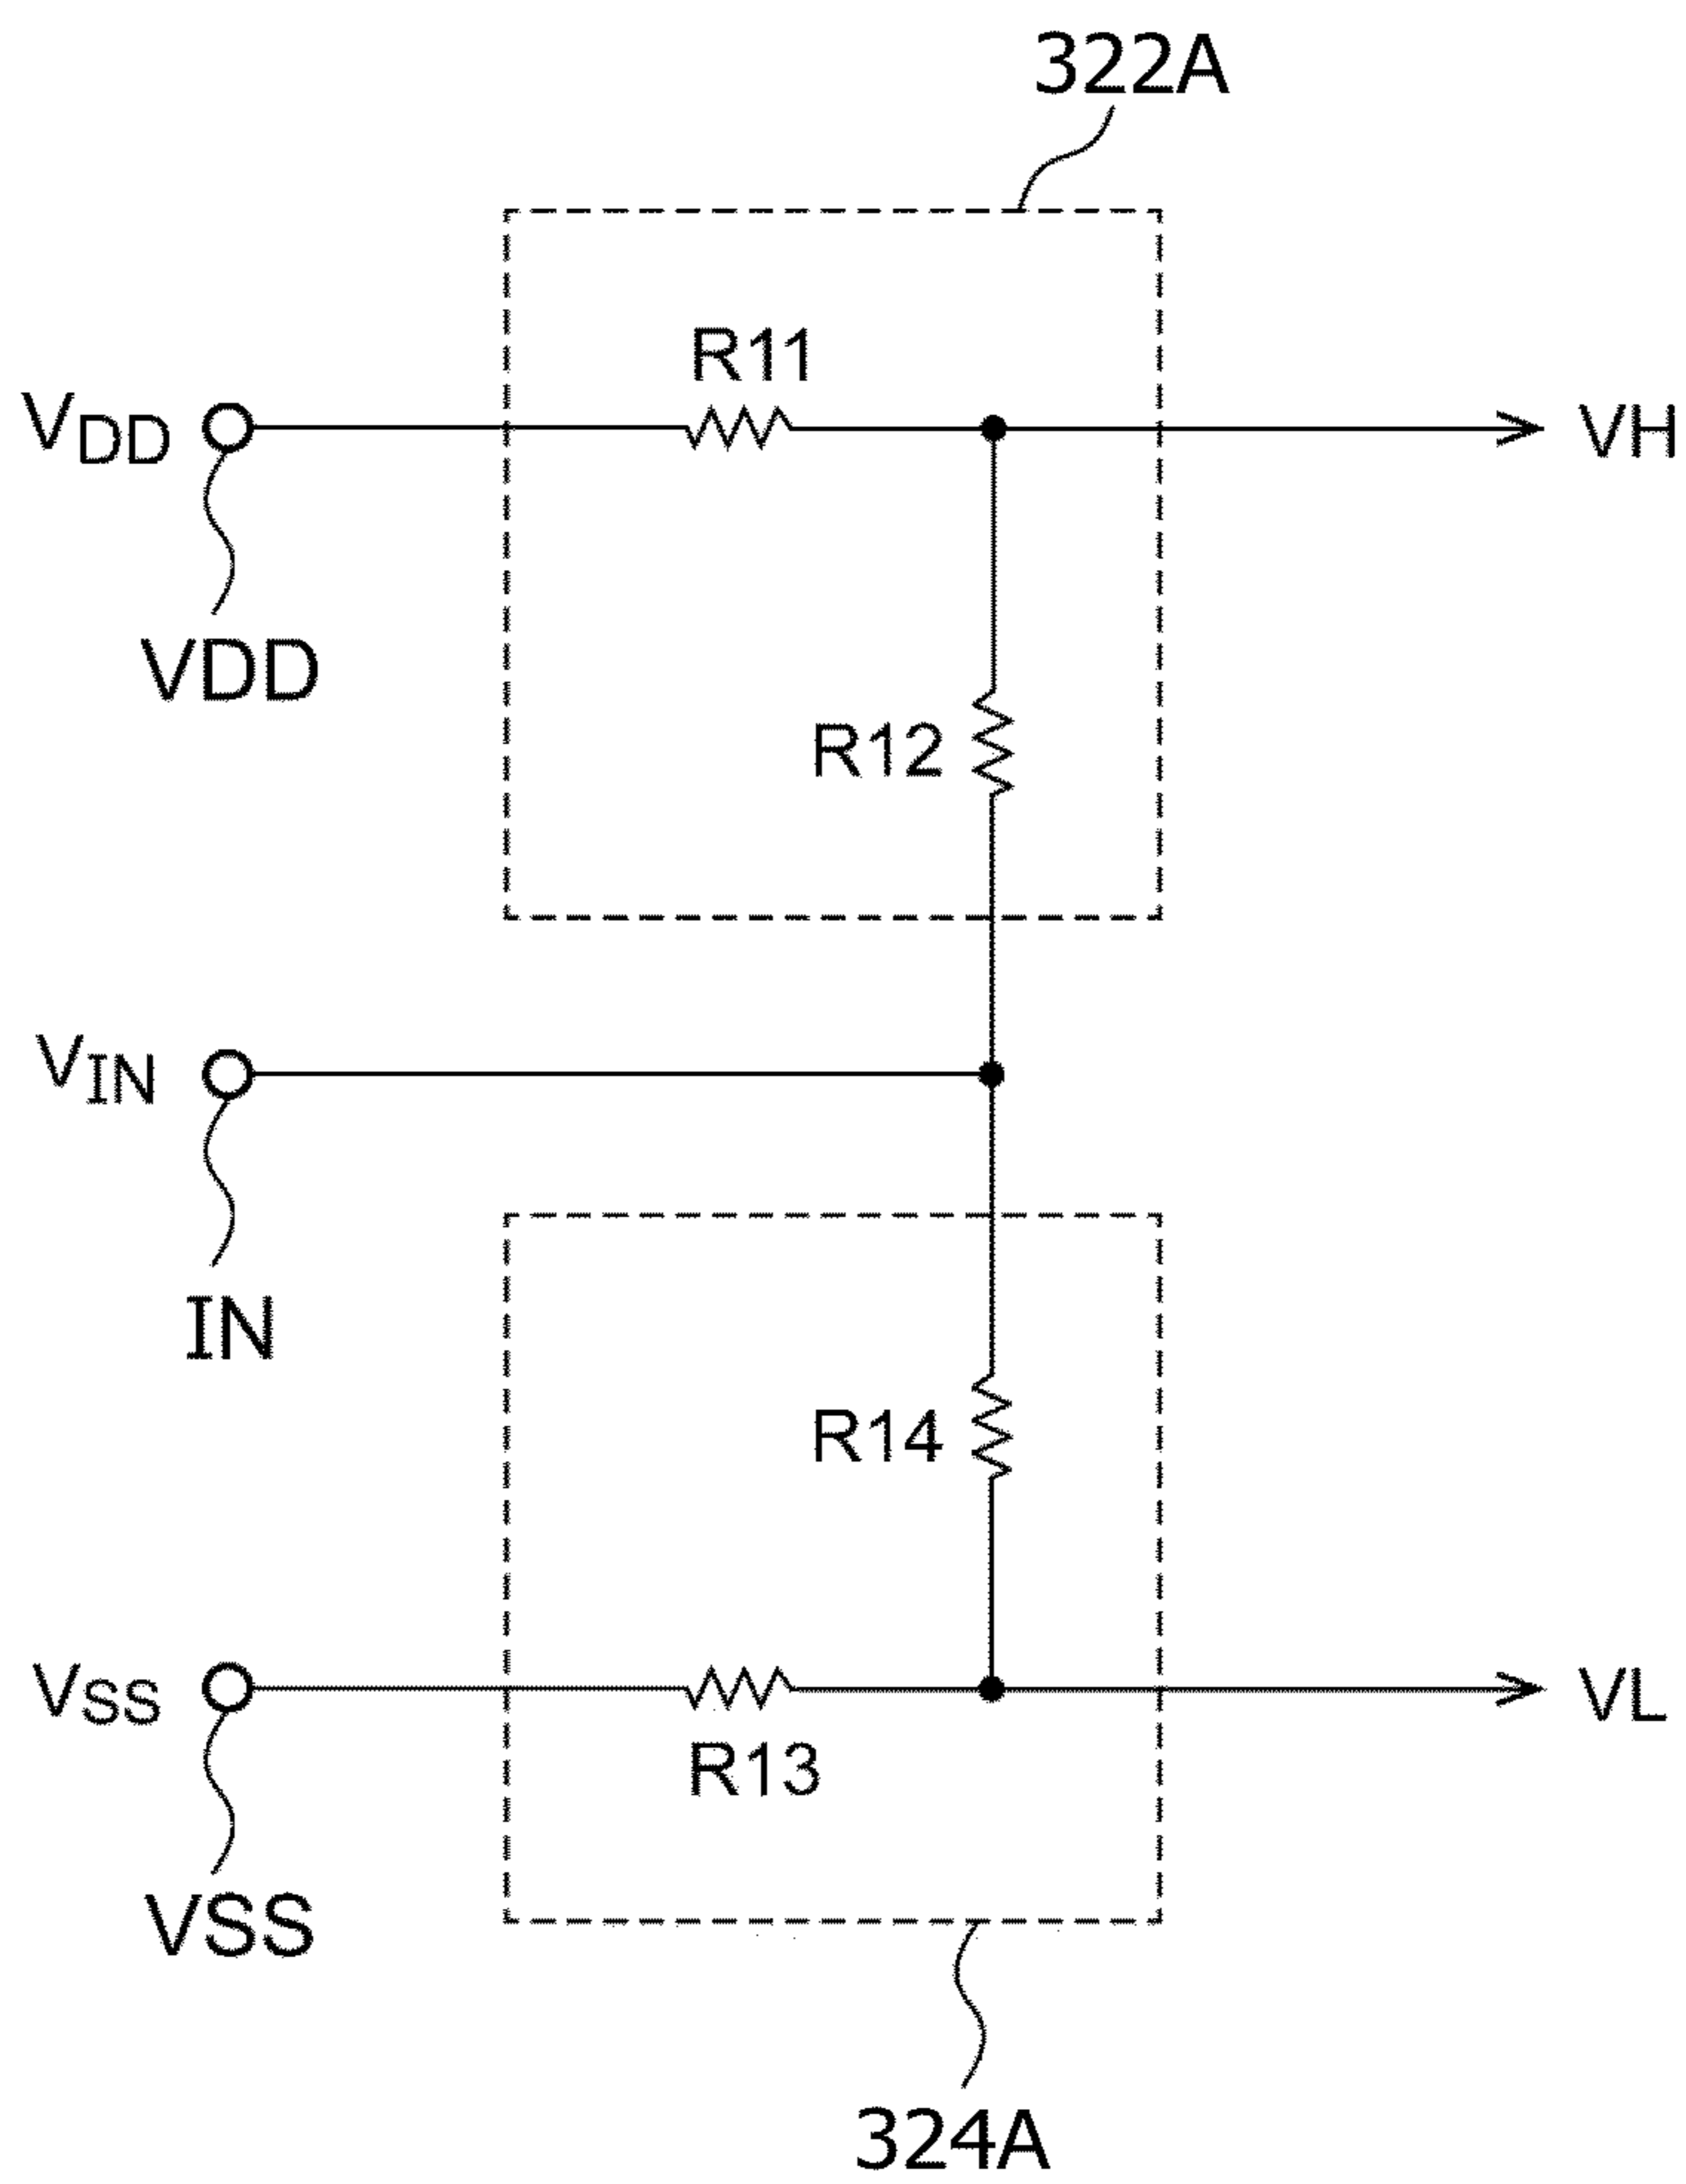 322A
R11
VDD
VH
VDD
R12
VIN
IN
R14
VSS
VL
R13
VSS
324A